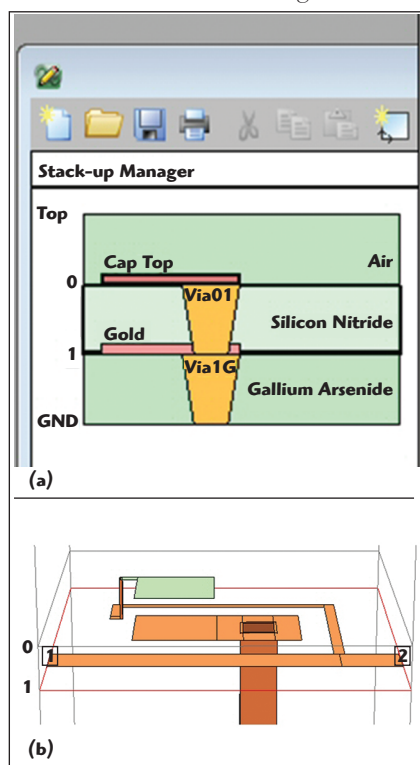 Stack-up Manager
Top
Cap Top
Air
0
Via01
Silicon Nitride
Gold
1
Via1G
Gallium Arsenide
GND
(a)
0
1
2
1
(b)